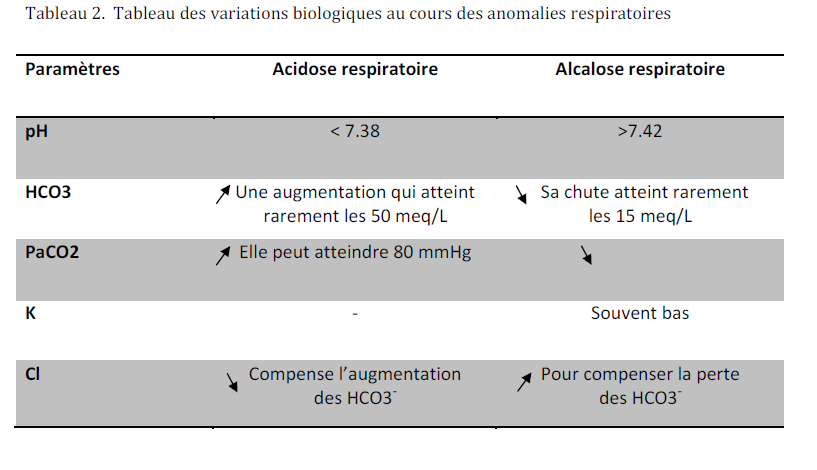 Tableau 2.  Tableau des variations biologiques au cours des anomalies respiratoires
Paramètres Acidose respiratoire Alcalose respiratoire
pH < 7.38 >7.42
HCO3 ↗ Une augmentation qui atteint rarement les 50 meq/L ↘ Sa chute atteint rarement les 15 meq/L
PaCO2 ↗ Elle peut atteindre 80 mmHg ↘
K - Souvent bas
Cl ↘ Compense l’augmentation des HCO3⁻ ↗ Pour compenser la perte des HCO3⁻